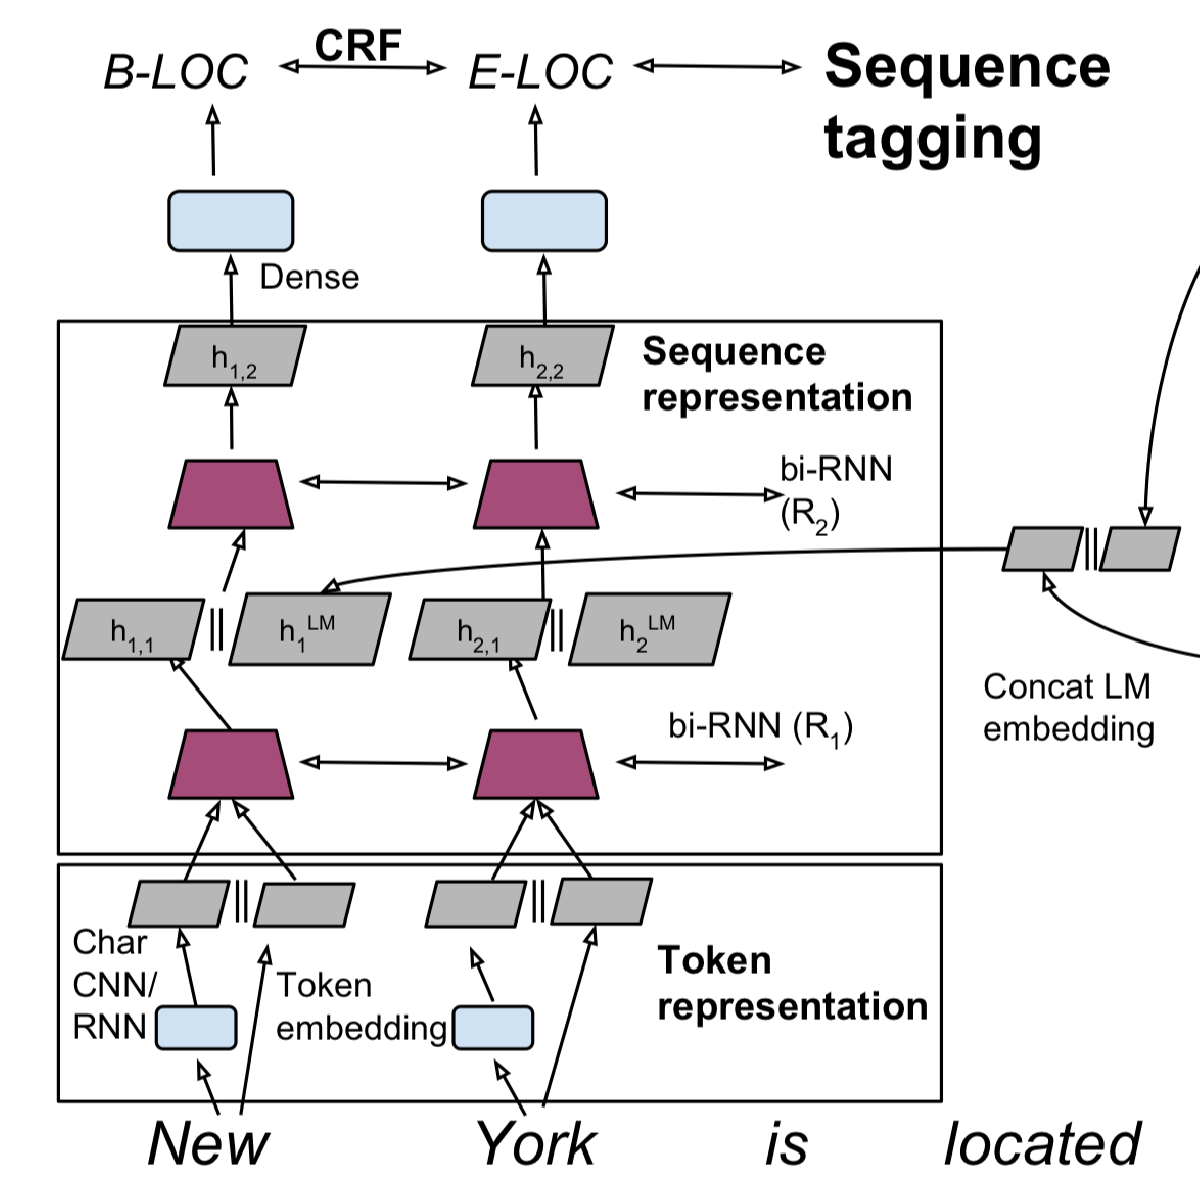 B-LOC CRF E-LOC Sequence
tagging
Dense
h1,2 h2,2 Sequence
representation
bi-RNN
(R2)
h1,1 || h1LM h2,1 || h2LM ||
Concat LM
embedding
bi-RNN (R1)
|| ||
Char
CNN/
RNN
Token
embedding
Token
representation
New York is located